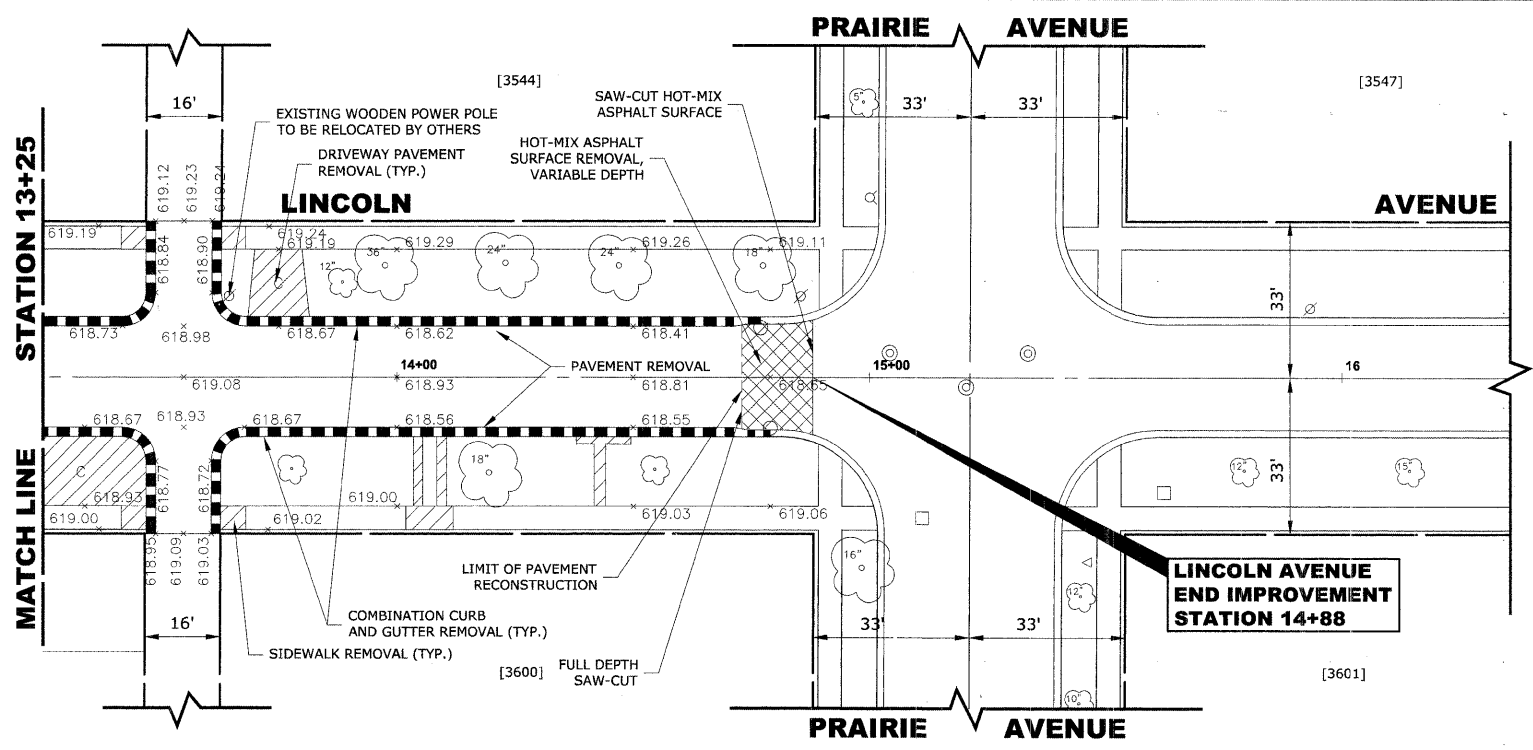 PRAIRIE AVENUE
[3544]
[3547]
16'
EXISTING WOODEN POWER POLE
TO BE RELOCATED BY OTHERS
SAW-CUT HOT-MIX
ASPHALT SURFACE
5"
33'
33'
HOT-MIX ASPHALT
SURFACE REMOVAL,
VARIABLE DEPTH
DRIVEWAY PAVEMENT
REMOVAL (TYP.)
STATION 13+25
619.12
619.23
619.24
LINCOLN
AVENUE
619.19
619.24
619.19
619.29
619.26
619.11
618.84
618.90
12"
36"
24"
24"
18"
C
33'
618.73
618.98
618.67
618.62
618.41
14+00
PAVEMENT REMOVAL
15+00
16
619.08
618.93
618.81
618.65
618.67
618.93
618.67
618.56
618.55
MATCH LINE
C
618.77
618.72
18"
12"
15"
33'
618.93
619.00
619.00
619.02
619.03
619.06
618.95
619.09
619.03
16"
12"
LIMIT OF PAVEMENT
RECONSTRUCTION
LINCOLN AVENUE
END IMPROVEMENT
STATION 14+88
COMBINATION CURB
AND GUTTER REMOVAL (TYP.)
16'
33'
33'
SIDEWALK REMOVAL (TYP.)
[3600]
FULL DEPTH
SAW-CUT
[3601]
10"
PRAIRIE AVENUE